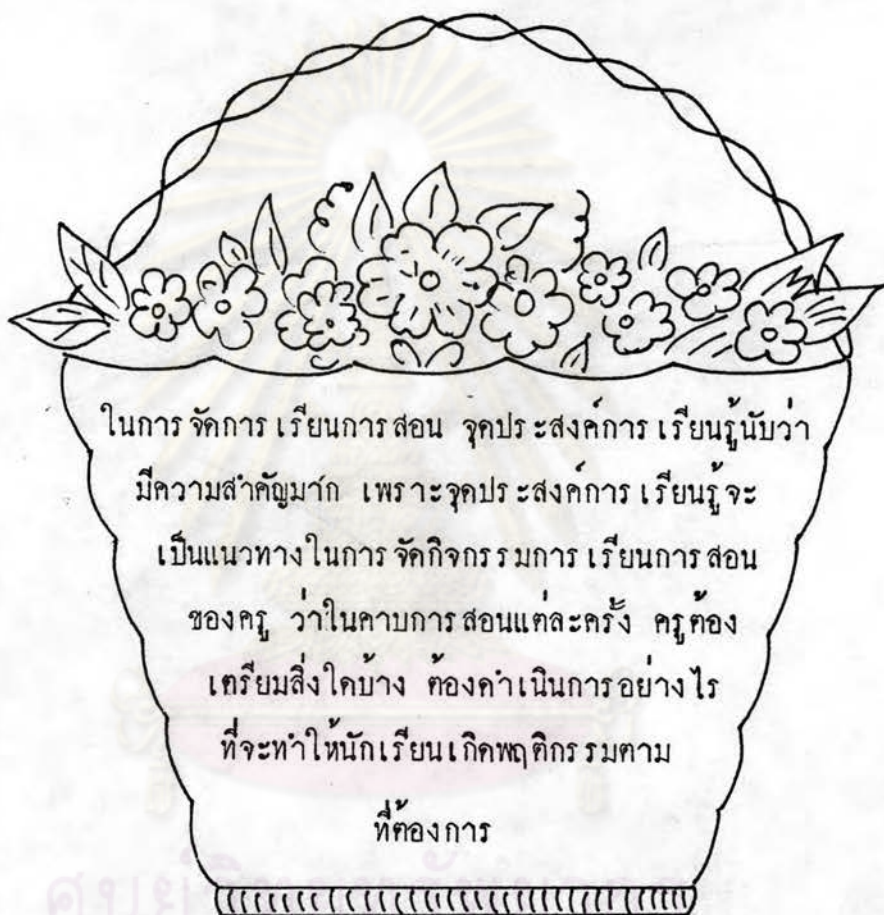 ในการจัดการเรียนการสอน จุดประสงค์การเรียนรู้นับว่า
มีความสำคัญมาก เพราะจุดประสงค์การเรียนรู้จะ
เป็นแนวทางในการจัดกิจกรรมการเรียนการสอน
ของครู ว่าในคาบการสอนแต่ละครั้ง ครูต้อง
เตรียมสิ่งใดบ้าง ต้องดำเนินการอย่างไร
ที่จะทำให้นักเรียนเกิดพฤติกรรมตาม
ที่ต้องการ